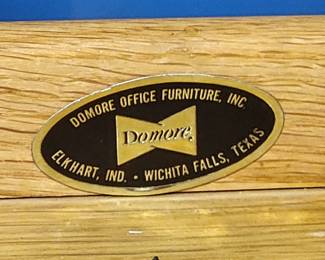 DOMORE OFFICE FURNITURE, INC
Domore
ELKHART, IND. • WICHITA FALLS, TEXAS